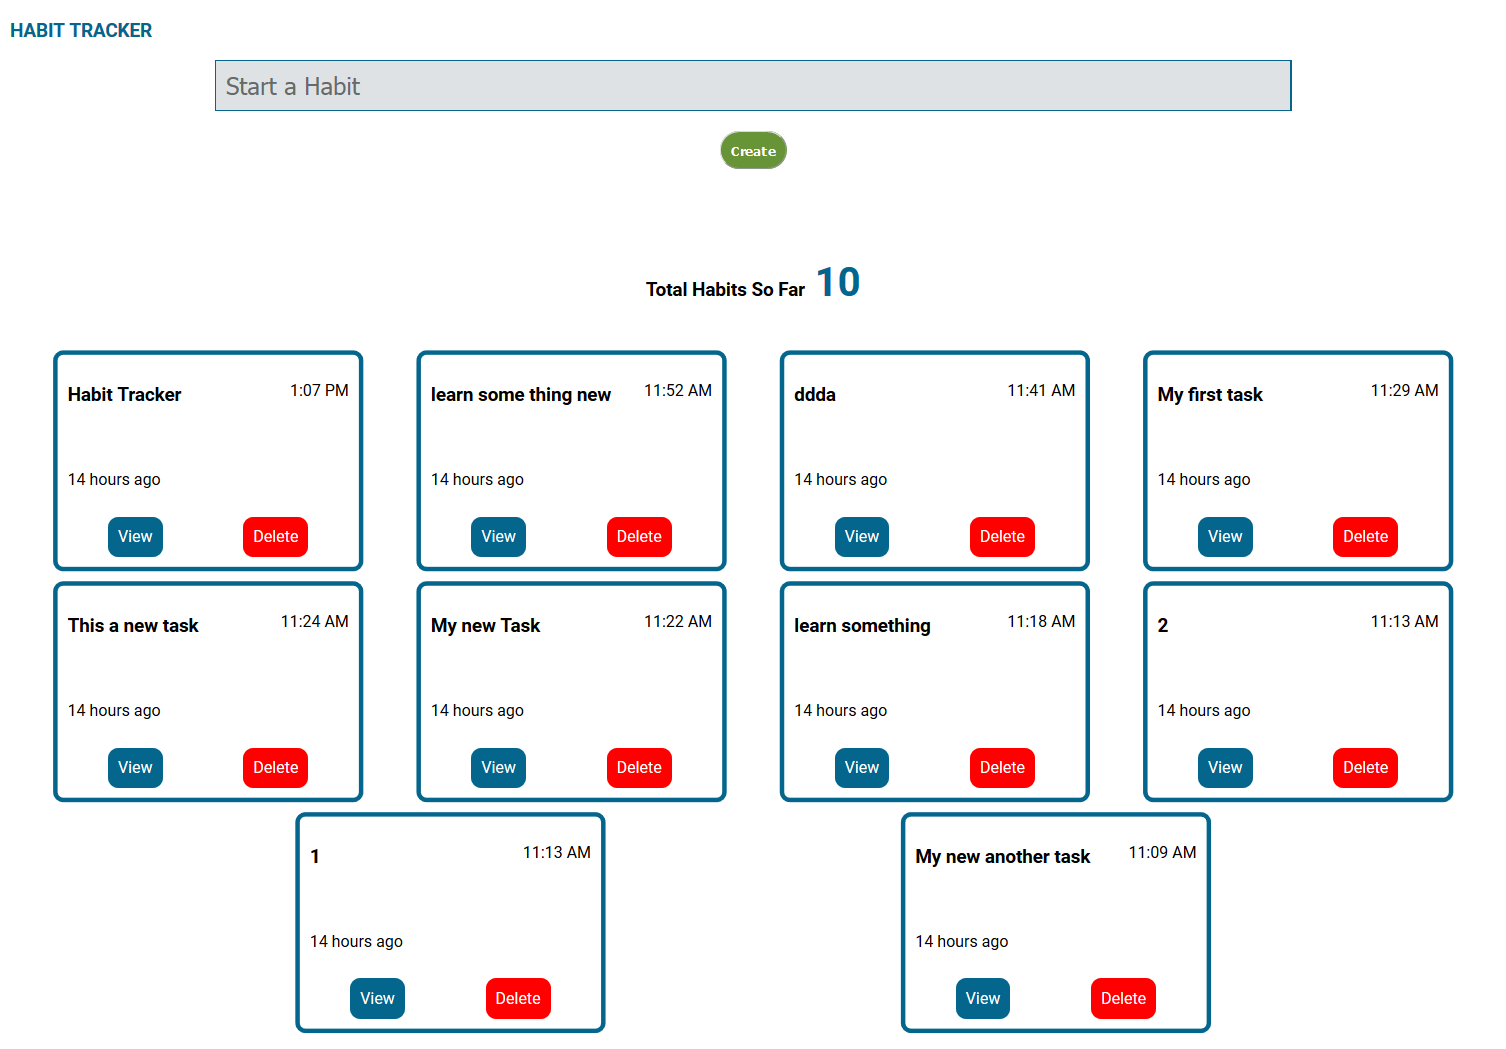 HABIT TRACKER
Start a Habit
Create
Total Habits So Far 10
Habit Tracker 1:07 PM
14 hours ago
View Delete
learn some thing new 11:52 AM
14 hours ago
View Delete
ddda 11:41 AM
14 hours ago
View Delete
My first task 11:29 AM
14 hours ago
View Delete
This a new task 11:24 AM
14 hours ago
View Delete
My new Task 11:22 AM
14 hours ago
View Delete
learn something 11:18 AM
14 hours ago
View Delete
2 11:13 AM
14 hours ago
View Delete
1 11:13 AM
14 hours ago
View Delete
My new another task 11:09 AM
14 hours ago
View Delete